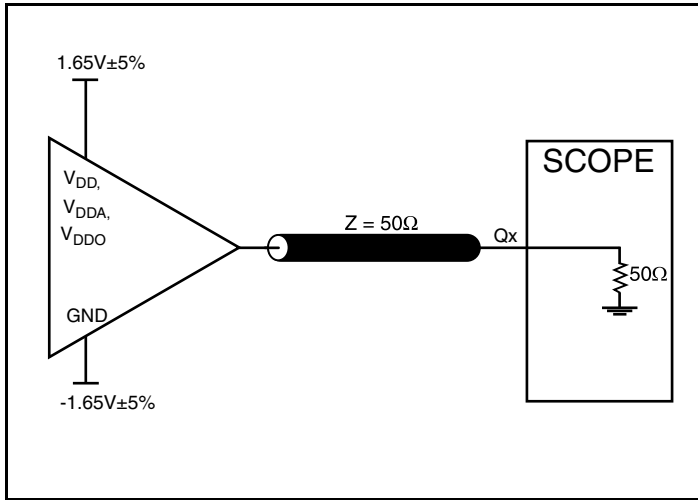 1.65V±5%
SCOPE
VDD,
VDDA,
VDDO
Z = 50Ω
Qx
50Ω
GND
-1.65V±5%